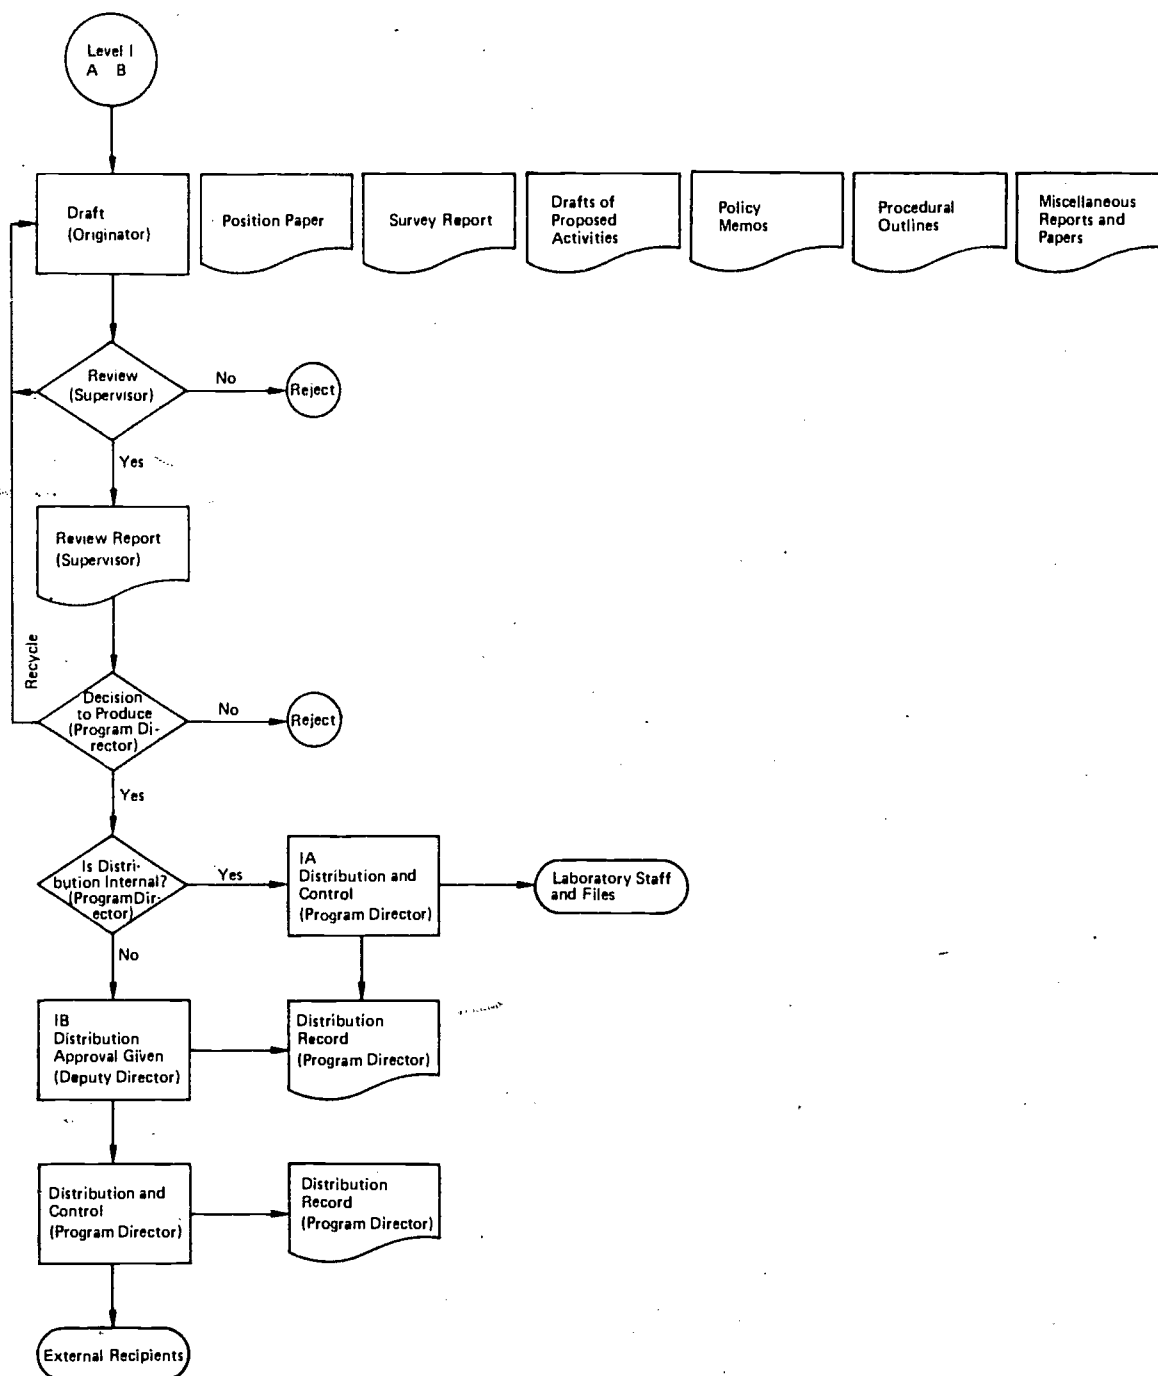 Level I
A B
Draft
(Originator)
Position Paper
Survey Report
Drafts of
Proposed
Activities
Policy
Memos
Procedural
Outlines
Miscellaneous
Reports and
Papers
Review
(Supervisor)
No
Reject
Yes
Review Report
(Supervisor)
Recycle
Decision
to Produce
(Program Di-
rector)
No
Reject
Yes
Is Distri-
bution Internal?
(Program Dir-
ector)
Yes
IA
Distribution and
Control
(Program Director)
Laboratory Staff
and Files
No
IB
Distribution
Approval Given
(Deputy Director)
Distribution
Record
(Program Director)
Distribution and
Control
(Program Director)
Distribution
Record
(Program Director)
External Recipients